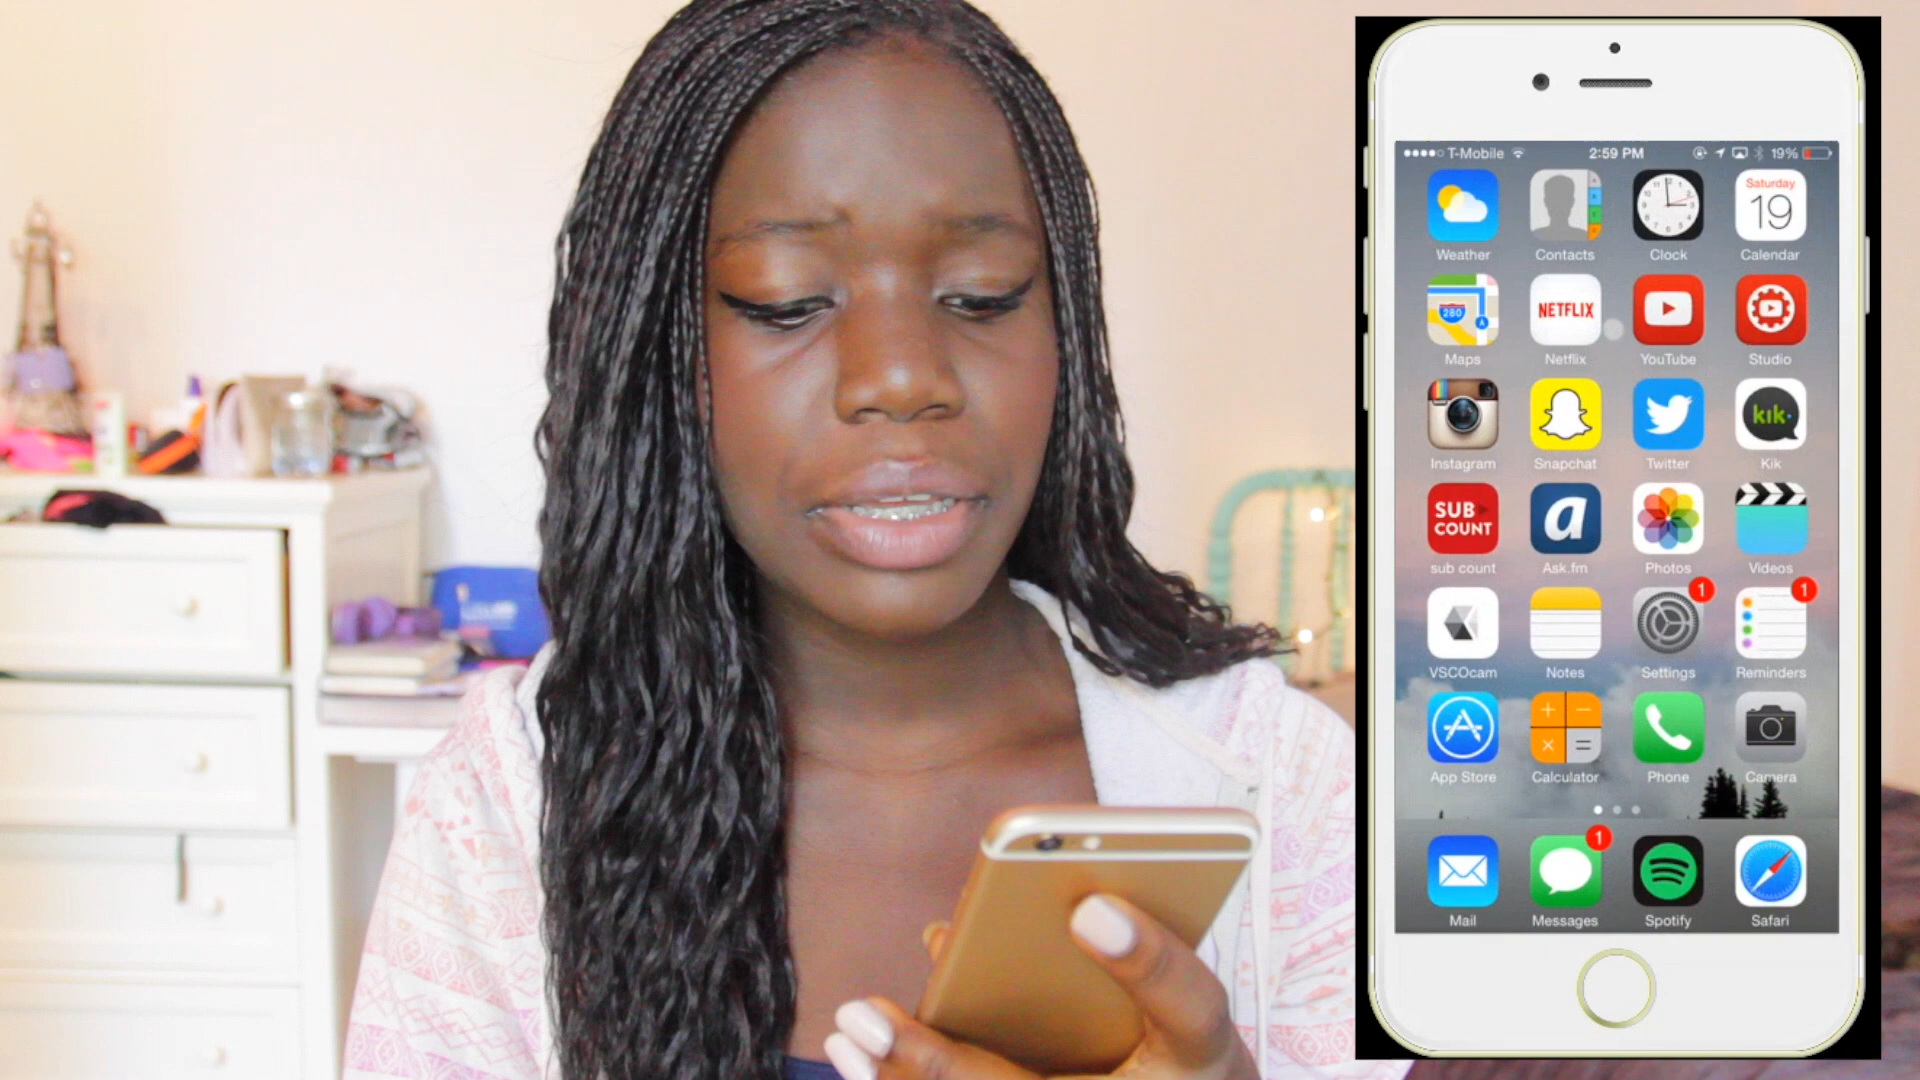 T-Mobile 2:59 PM 19%
Saturday
19
Weather Contacts Clock Calendar
280 A NETFLIX
Maps Netflix YouTube Studio
kik.
Instagram Snapchat Twitter Kik
SUB
COUNT a
sub count Ask.fm Photos Videos
1 1
VSCOcam Notes Settings Reminders
App Store Calculator Phone Camera
1
Mail Messages Spotify Safari